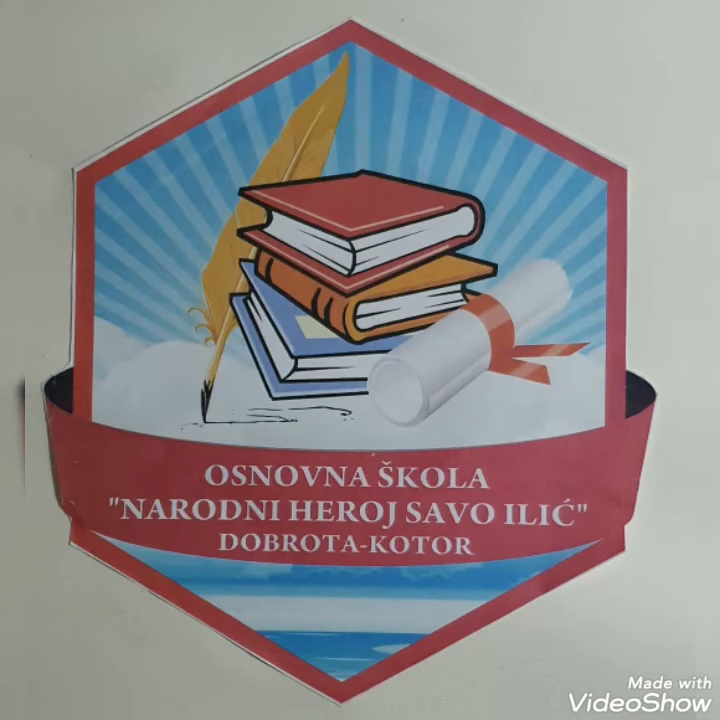 OSNOVNA ŠKOLA
"NARODNI HEROJ SAVO ILIĆ"
DOBROTA-KOTOR
Made with
VideoShow